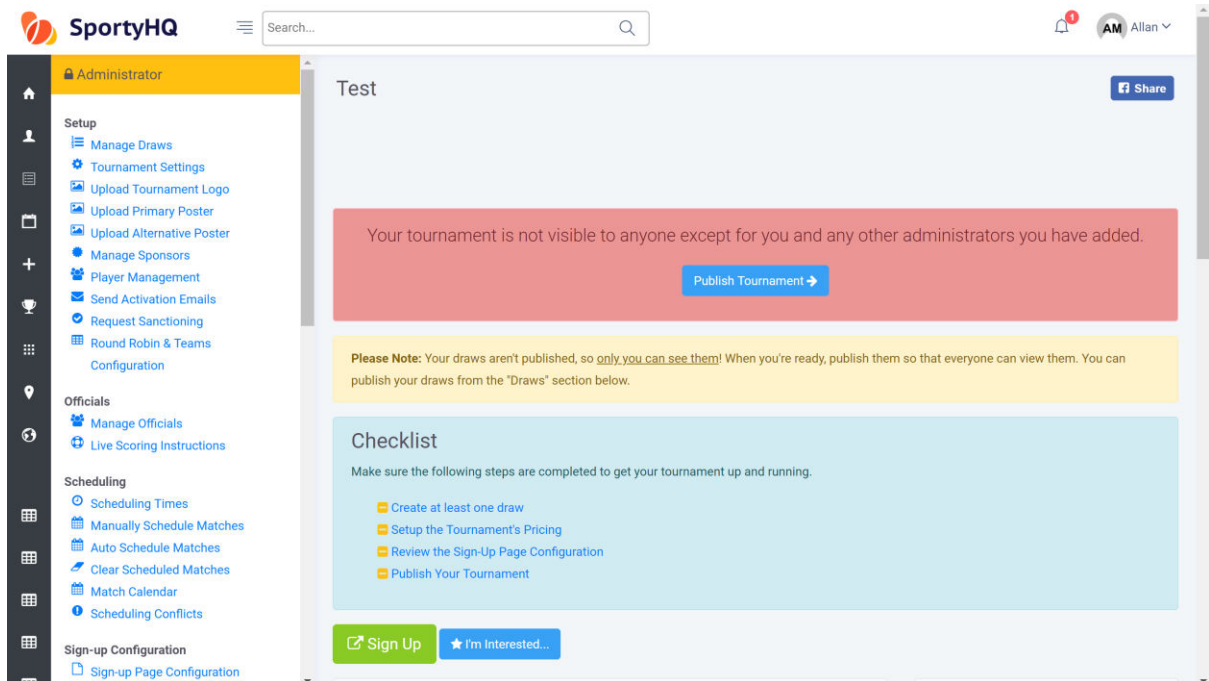 SportyHQ
Search...
1
AM Allan
Administrator
Setup
Manage Draws
Tournament Settings
Upload Tournament Logo
Upload Primary Poster
Upload Alternative Poster
Manage Sponsors
Player Management
Send Activation Emails
Request Sanctioning
Round Robin & Teams
Configuration
Officials
Manage Officials
Live Scoring Instructions
Scheduling
Scheduling Times
Manually Schedule Matches
Auto Schedule Matches
Clear Scheduled Matches
Match Calendar
Scheduling Conflicts
Sign-up Configuration
Sign-up Page Configuration
Test
Share
Your tournament is not visible to anyone except for you and any other administrators you have added.
Publish Tournament
Please Note: Your draws aren't published, so only you can see them! When you're ready, publish them so that everyone can view them. You can
publish your draws from the "Draws" section below.
Checklist
Make sure the following steps are completed to get your tournament up and running.
Create at least one draw
Setup the Tournament's Pricing
Review the Sign-Up Page Configuration
Publish Your Tournament
Sign Up
I'm Interested...